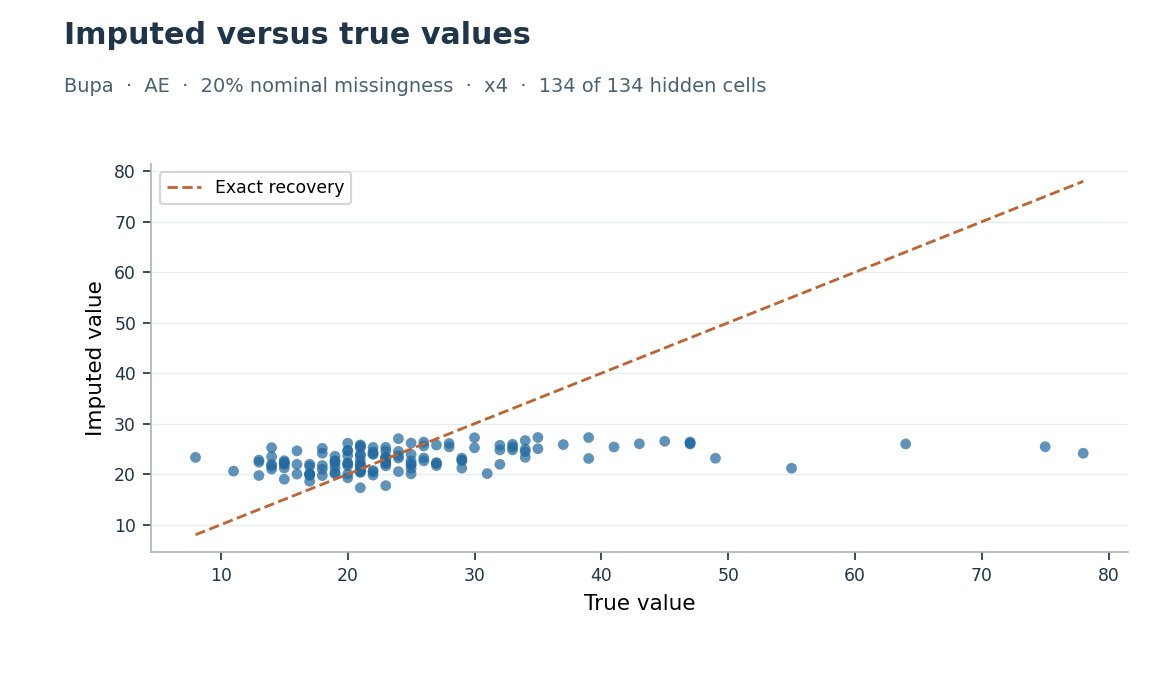 Imputed versus true values
Bupa · AE · 20% nominal missingness · x4 · 134 of 134 hidden cells
Exact recovery
80
70
60
50
40
30
20
10
Imputed value
10 20 30 40 50 60 70 80
True value